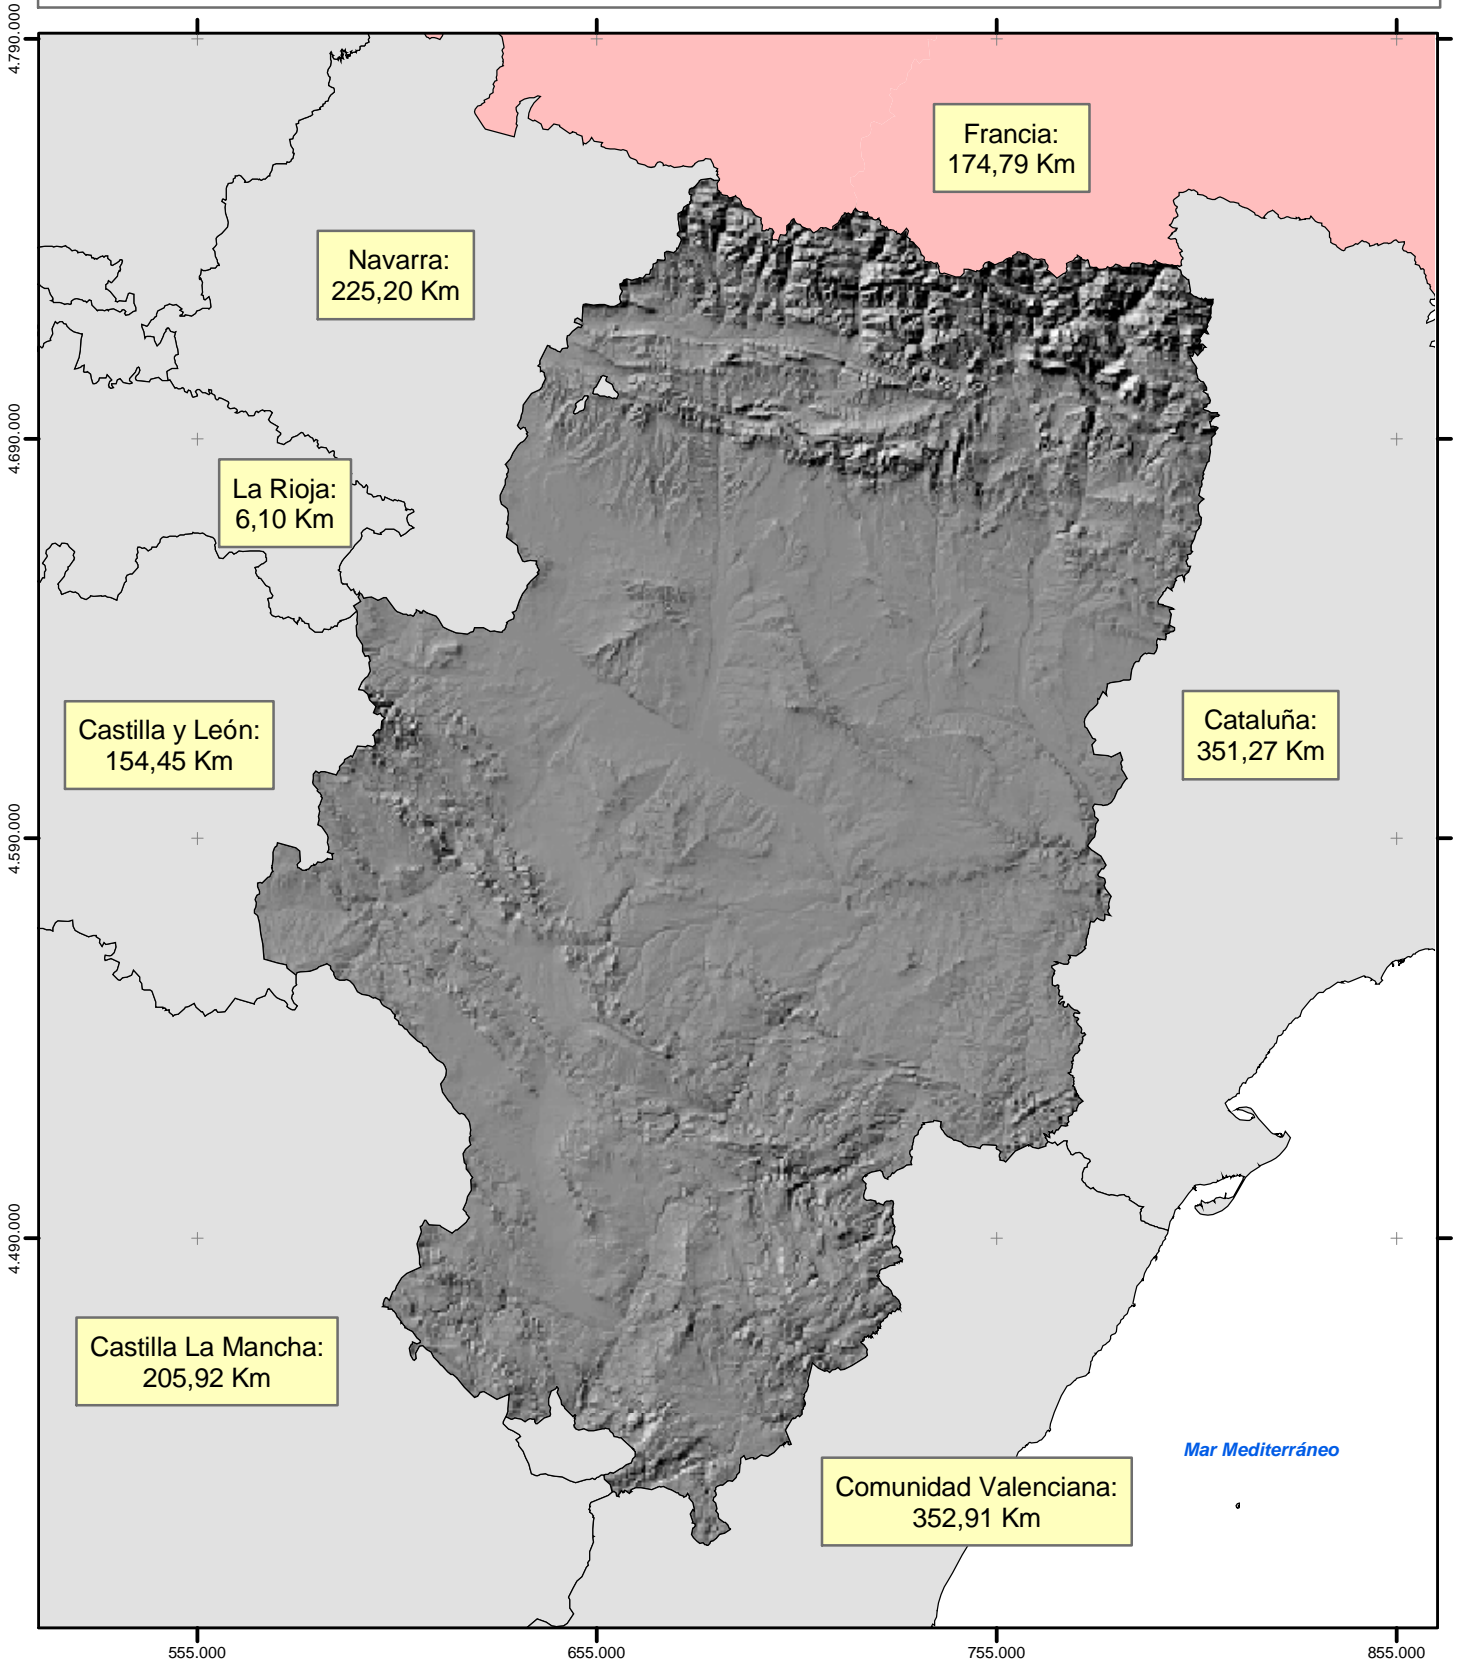 4.790.000
Francia:
174,79 Km
Navarra:
225,20 Km
4.690.000
La Rioja:
6,10 Km
Castilla y León:
154,45 Km
Cataluña:
351,27 Km
4.590.000
4.490.000
Castilla La Mancha:
205,92 Km
Mar Mediterráneo
Comunidad Valenciana:
352,91 Km
555.000
655.000
755.000
855.000